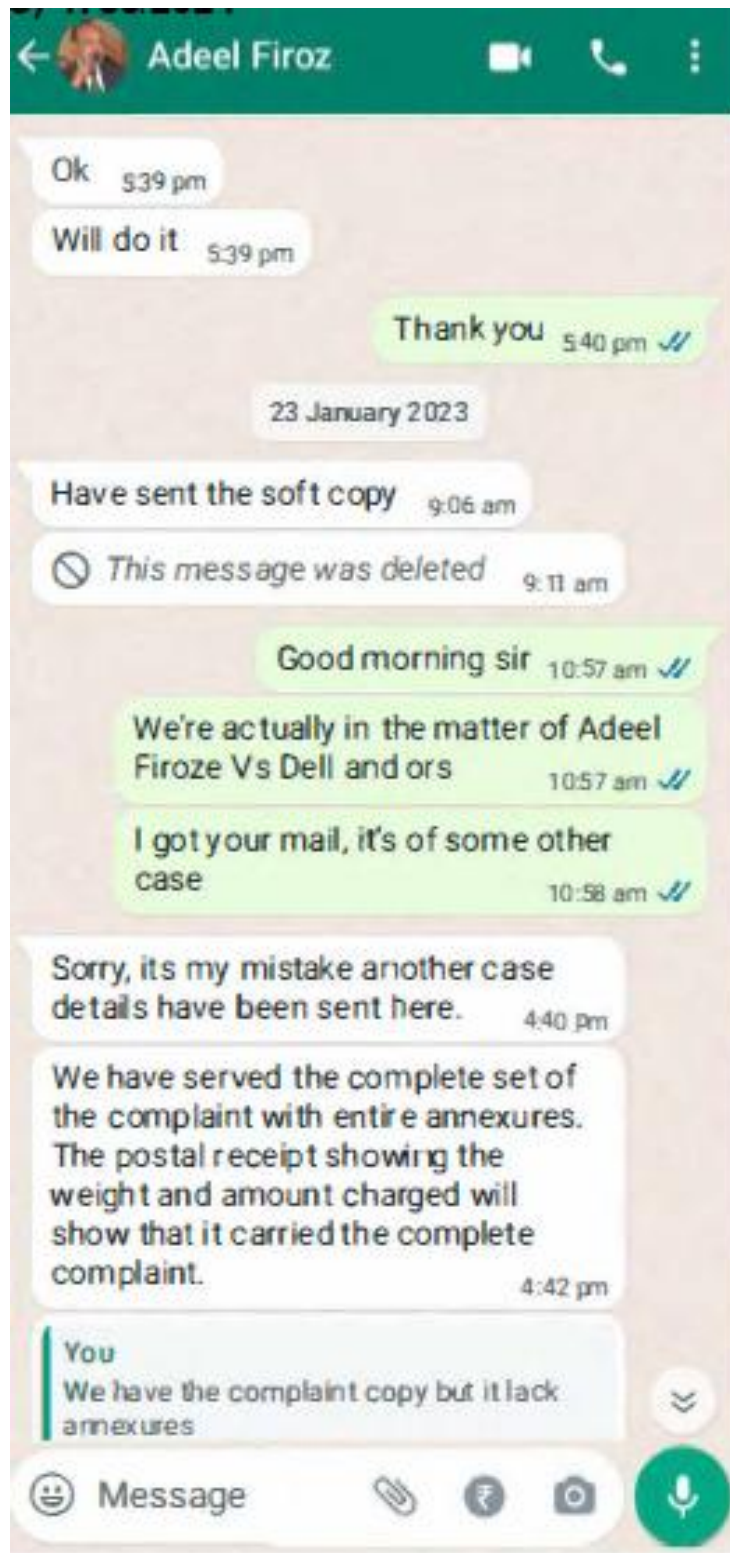 Adeel Firoz
Ok 5:39 pm
Will do it 5:39 pm
Thank you 5:40 pm
23 January 2023
Have sent the soft copy 9:06 am
This message was deleted 9:11 am
Good morning sir 10:57 am
We're actually in the matter of Adeel
Firoze Vs Dell and ors 10:57 am
I got your mail, it's of some other
case 10:58 am
Sorry, its my mistake another case
details have been sent here. 4:40 pm
We have served the complete set of
the complaint with entire annexures.
The postal receipt showing the
weight and amount charged will
show that it carried the complete
complaint. 4:42 pm
You
We have the complaint copy but it lack
annexures
Message